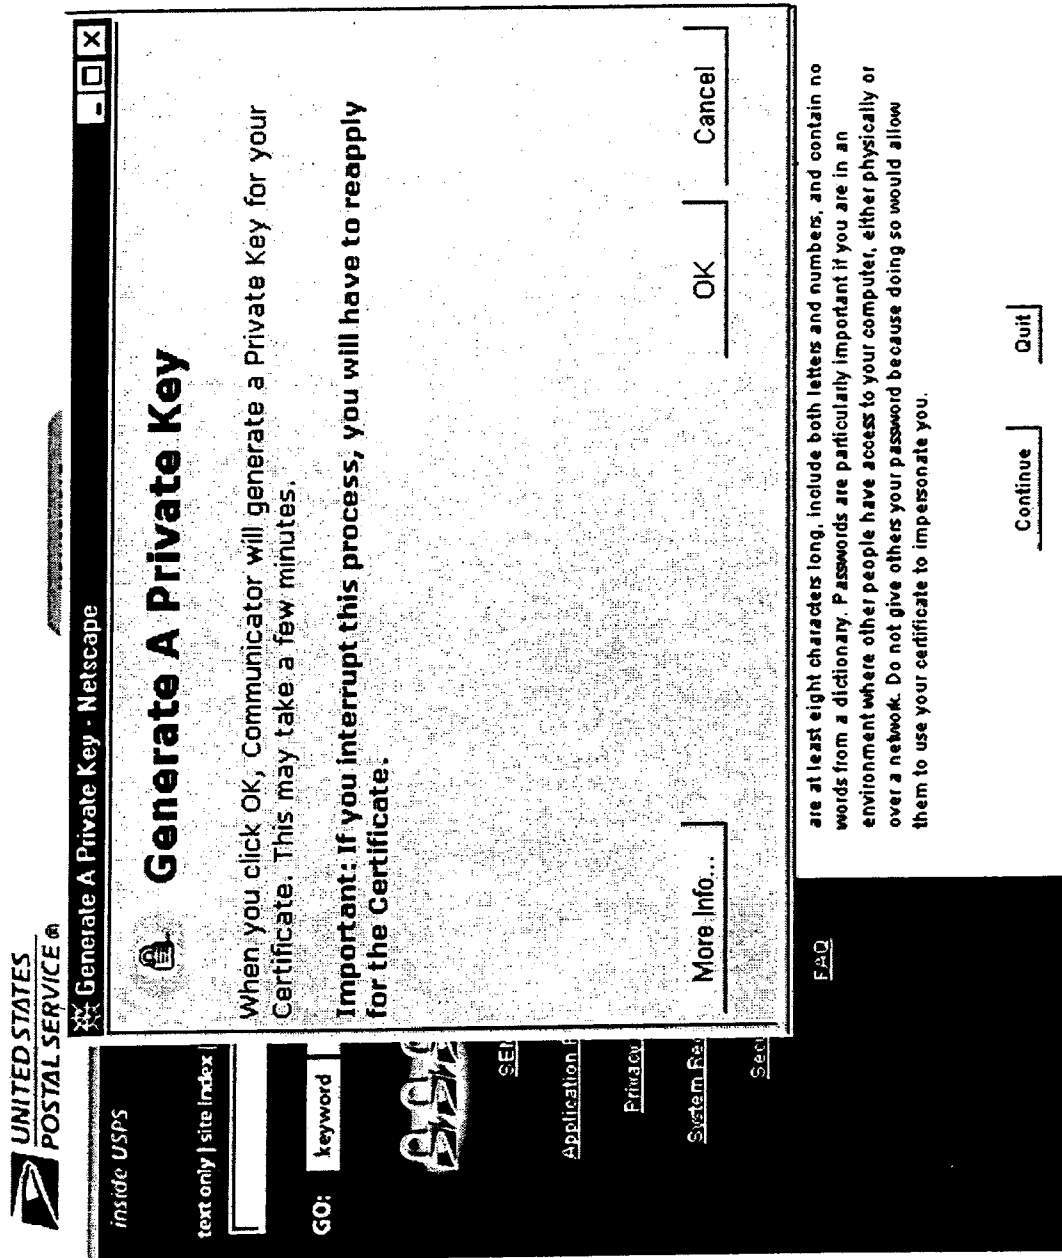 UNITED STATES
POSTAL SERVICE ®
Generate A Private Key - Netscape
inside USPS
text only | site index |
GO: keyword
Application
Privacy
System Req
Secu
FAQ
Generate A Private Key
When you click OK, Communicator will generate a Private Key for your
Certificate. This may take a few minutes.
Important: If you interrupt this process, you will have to reapply
for the Certificate.
More Info...
OK
Cancel
are at least eight characters long, include both letters and numbers, and contain no
words from a dictionary. Passwords are particularly important if you are in an
environment where other people have access to your computer, either physically or
over a network. Do not give others your password because doing so would allow
them to use your certificate to impersonate you.
Continue
Quit